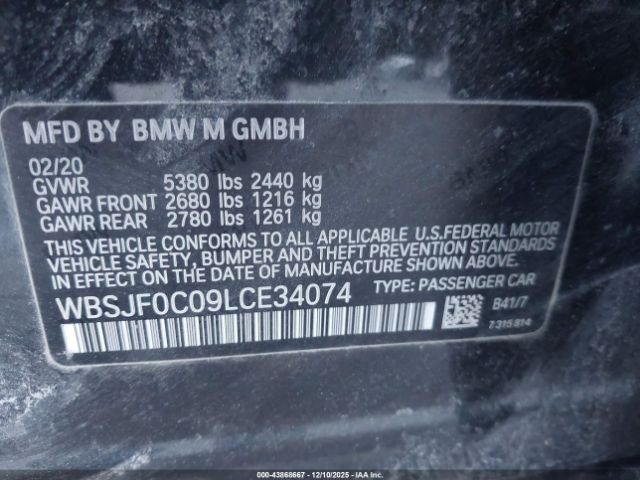 MFD BY BMW M GMBH
02/20
GVWR 5380 lbs 2440 kg
GAWR FRONT 2680 lbs 1216 kg
GAWR REAR 2780 lbs 1261 kg
THIS VEHICLE CONFORMS TO ALL APPLICABLE U.S.FEDERAL MOTOR
VEHICLE SAFETY, BUMPER AND THEFT PREVENTION STANDARDS
IN EFFECT ON THE DATE OF MANUFACTURE SHOWN ABOVE.
WBSJF0C09LCE34074 TYPE: PASSENGER CAR
B41/7
7315814
000-43868667 • 12/10/2025 • IAA Inc.